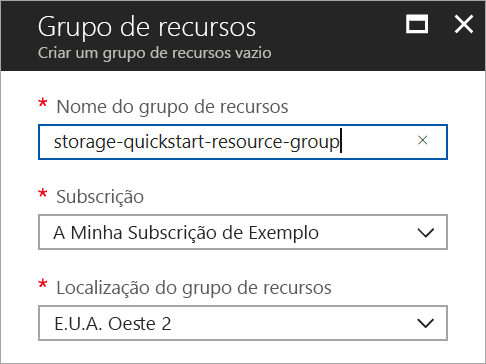 Grupo de recursos
Criar um grupo de recursos vazio
* Nome do grupo de recursos
storage-quickstart-resource-group
* Subscrição
A Minha Subscrição de Exemplo
* Localização do grupo de recursos
E.U.A. Oeste 2